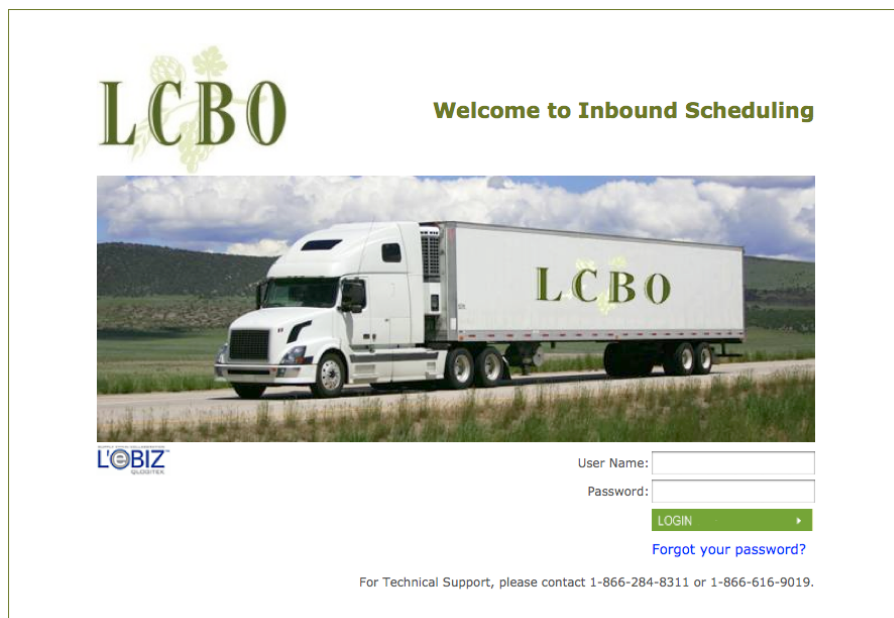 LCBO
Welcome to Inbound Scheduling
LCBO
L'eBIZ
QLOGITEK
User Name:
Password:
LOGIN
Forgot your password?
For Technical Support, please contact 1-866-284-8311 or 1-866-616-9019.